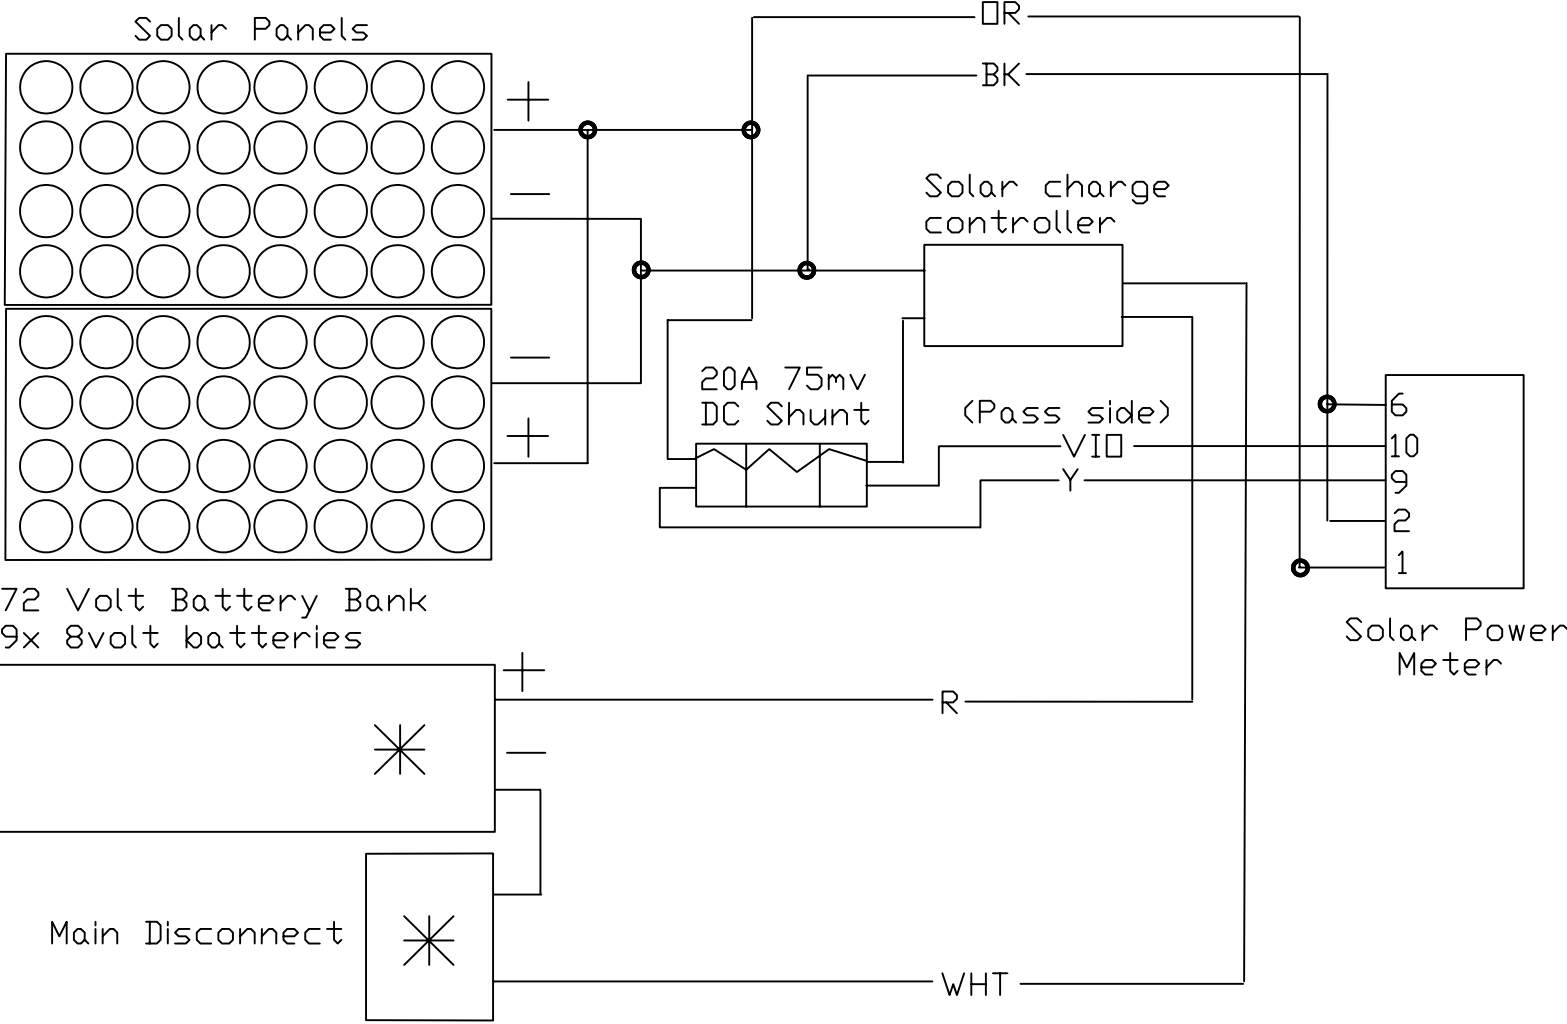 Solar Panels
OR
BK
+
—
Solar charge
controller
—
+
20A 75mv
DC Shunt
(Pass side)
VIO
Y
6
10
9
2
1
Solar Power
Meter
72 Volt Battery Bank
9x 8volt batteries
+
R
—
Main Disconnect
WHT